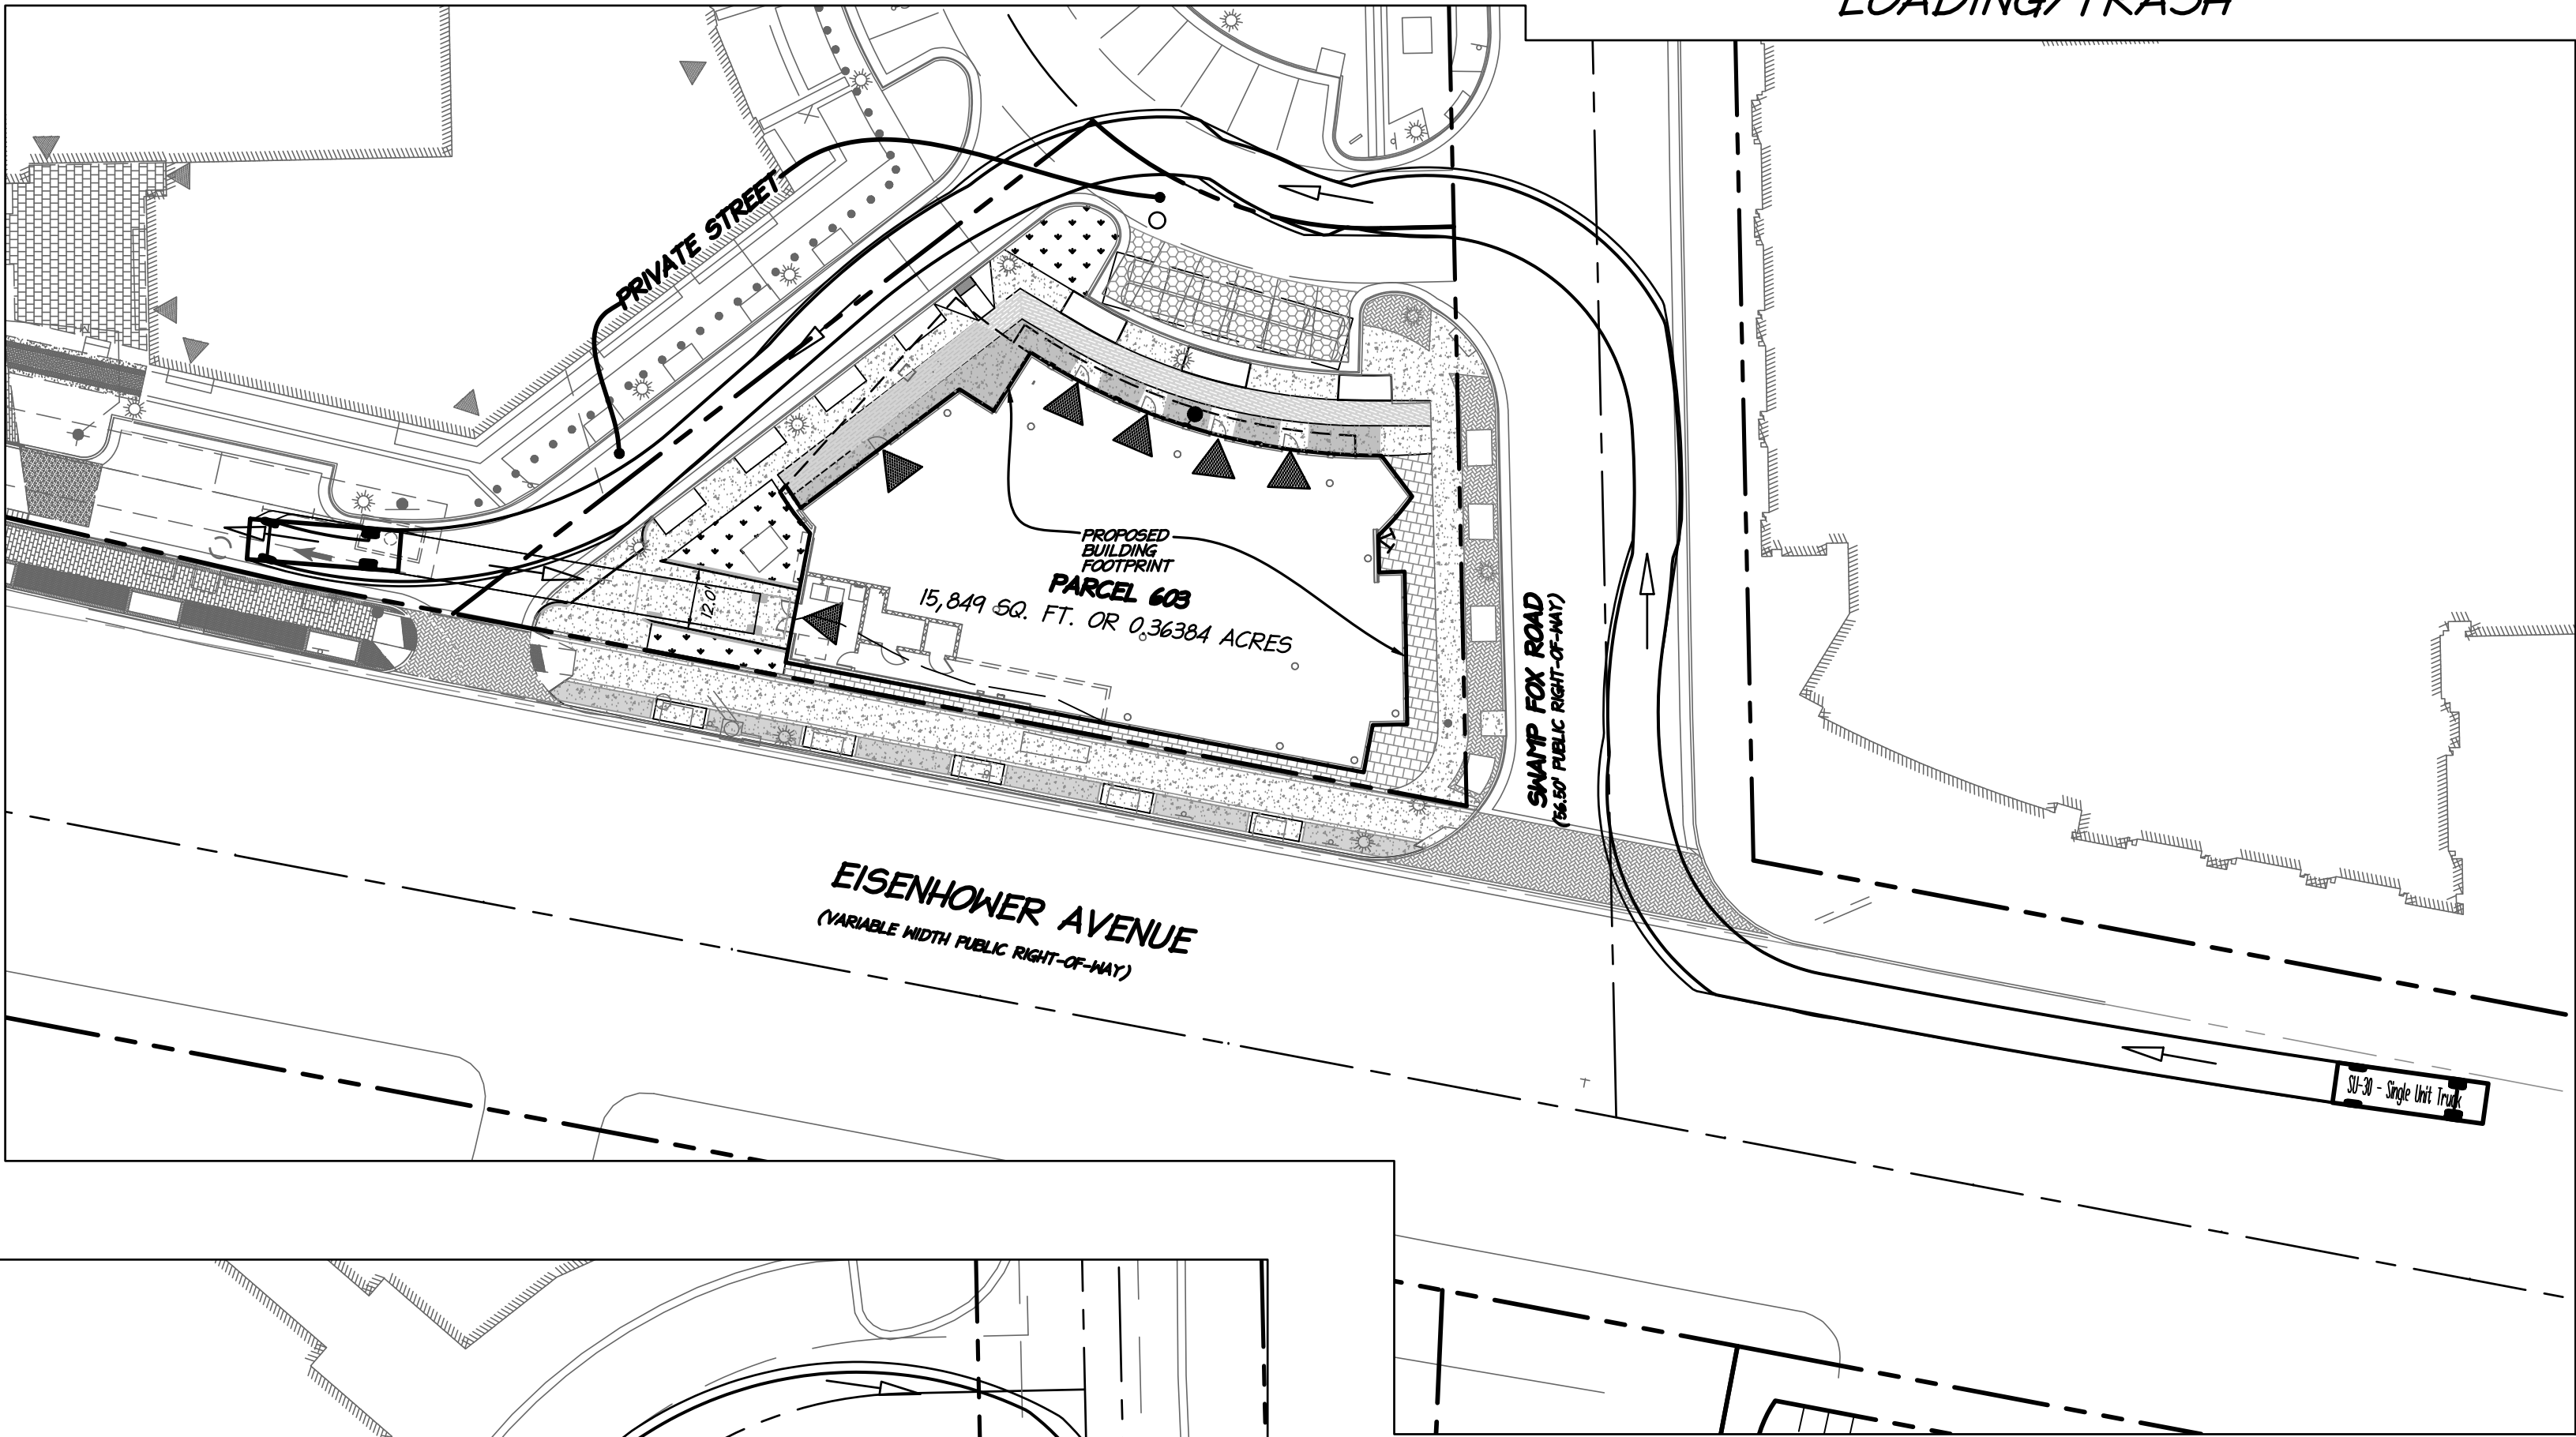 LOADING/TRASH
PRIVATE STREET
PROPOSED
BUILDING
FOOTPRINT
PARCEL 603
15,849 SQ. FT. OR 0.36384 ACRES
12.0'
SWAMP FOX ROAD
(56.50' PUBLIC RIGHT-OF-WAY)
EISENHOWER AVENUE
(VARIABLE WIDTH PUBLIC RIGHT-OF-WAY)
SU-30 - Single Unit Truck